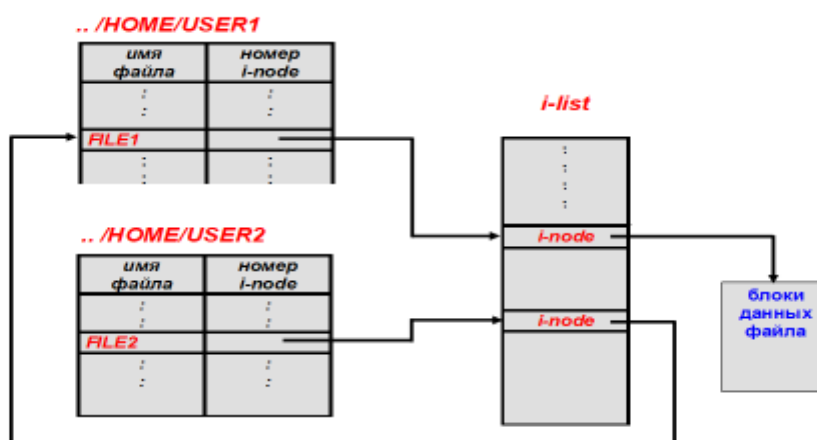 .. /HOME/USER1
имя файла
номер i-node
:
:
:
:
FILE1
:
:
:
:
i-list
:
:
:
:
i-node
.. /HOME/USER2
имя файла
номер i-node
:
:
:
:
i-node
FILE2
:
:
:
:
блоки
данных
файла